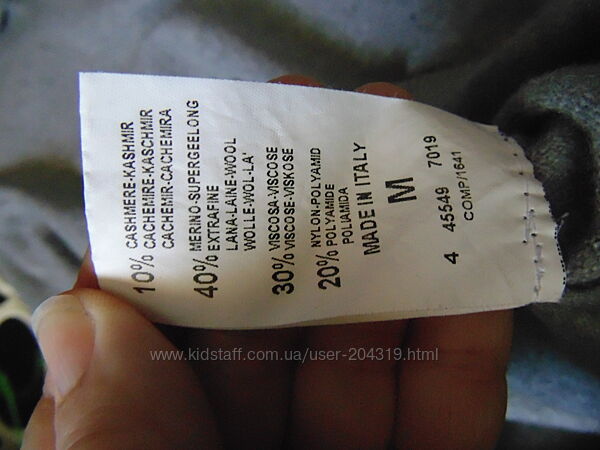 10% CASHMERE-KASHMIR
CACHEMIRE-KASCHMIR
CACHEMIR-CACHEMIRA
40% MERINO-SUPERGEELONG
EXTRAFINE
LANA-LAINE-WOOL
WOLLE-WOL-LA'
30% VISCOSA-VISCOSE
VISCOSE-VISKOSE
20% NYLON-POLYAMID
POLYAMIDE
POLIAMIDA
MADE IN ITALY
M
4 45549 7019
COMP/1641
www.kidstaff.com.ua/user-204319.html